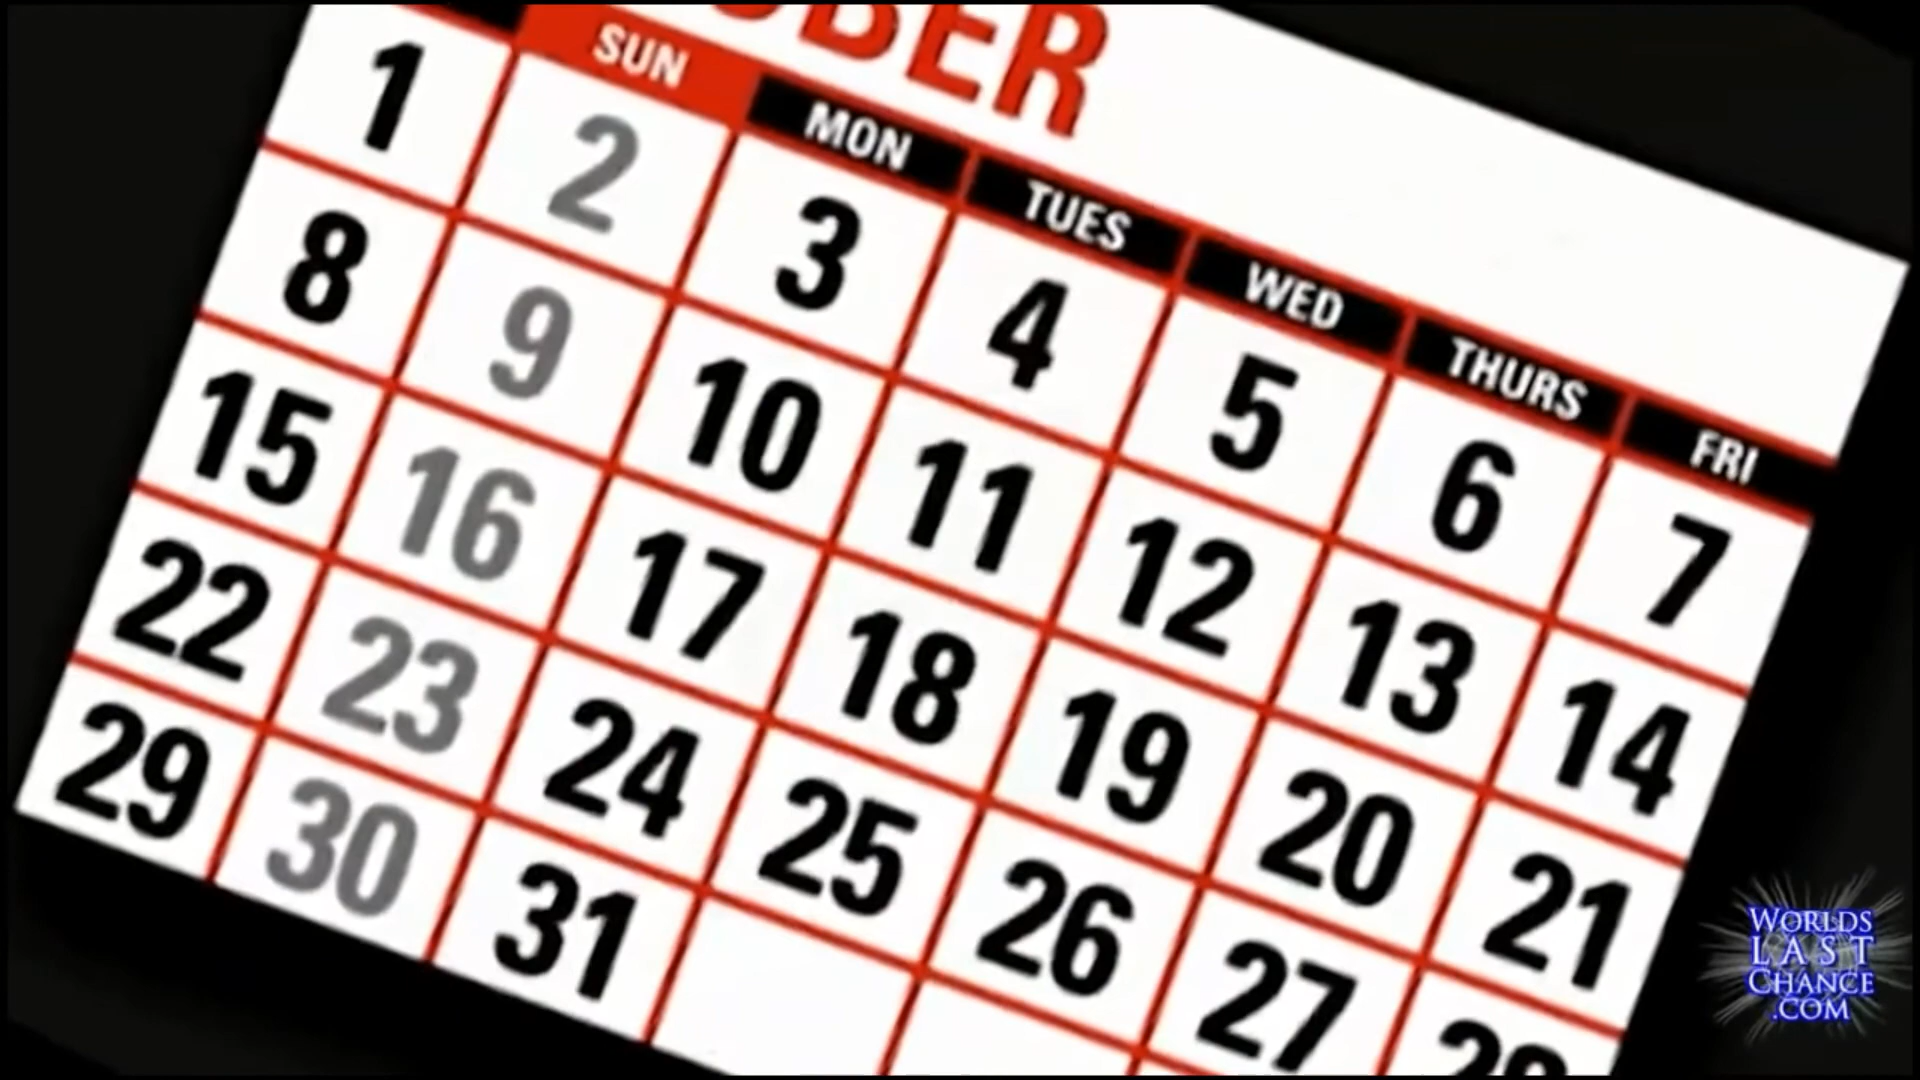 OBER
SUN MON TUES WED THURS FRI
1 2 3 4 5 6 7
8 9 10 11 12 13 14
15 16 17 18 19 20 21
22 23 24 25 26 27 28
29 30 31
WORLDS
LAST
CHANCE
.COM